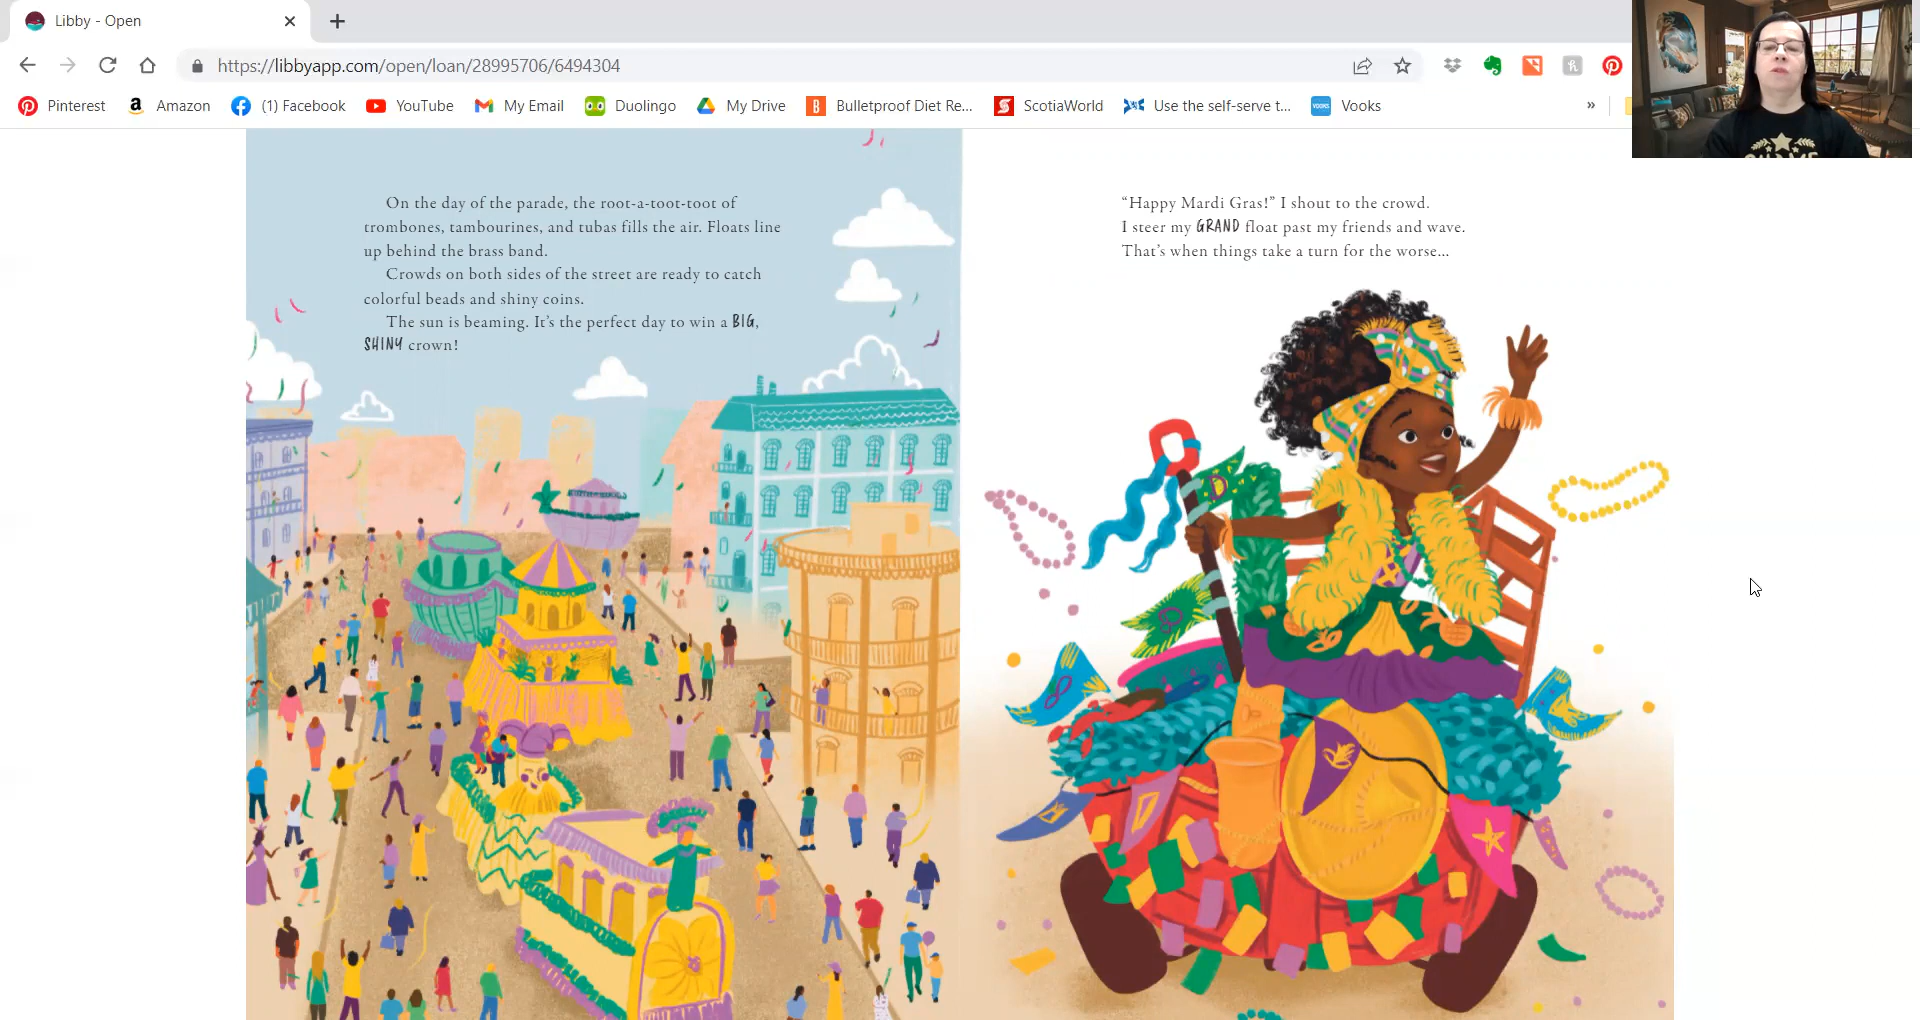 Libby - Open
https://libbyapp.com/open/loan/28995706/6494304
Pinterest
Amazon
(1) Facebook
YouTube
My Email
Duolingo
My Drive
Bulletproof Diet Re...
ScotiaWorld
Use the self-serve t...
Vooks
On the day of the parade, the root-a-toot-toot of
trombones, tambourines, and tubas fills the air. Floats line
up behind the brass band.
Crowds on both sides of the street are ready to catch
colorful beads and shiny coins.
The sun is beaming. It’s the perfect day to win a BIG,
SHINY crown!
“Happy Mardi Gras!” I shout to the crowd.
I steer my GRAND float past my friends and wave.
That’s when things take a turn for the worse...